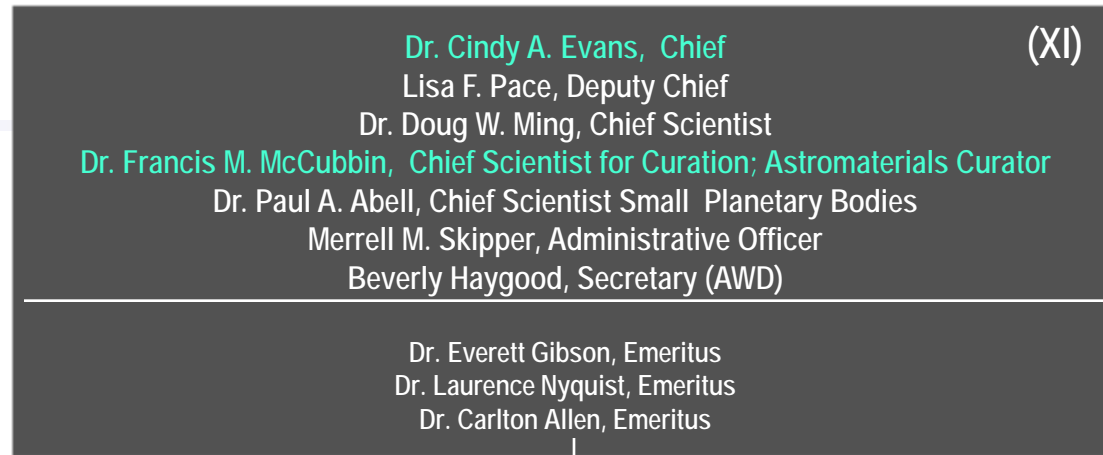 (XI)
Dr. Cindy A. Evans, Chief
Lisa F. Pace, Deputy Chief
Dr. Doug W. Ming, Chief Scientist
Dr. Francis M. McCubbin, Chief Scientist for Curation; Astromaterials Curator
Dr. Paul A. Abell, Chief Scientist Small Planetary Bodies
Merrell M. Skipper, Administrative Officer
Beverly Haygood, Secretary (AWD)
Dr. Everett Gibson, Emeritus
Dr. Laurence Nyquist, Emeritus
Dr. Carlton Allen, Emeritus